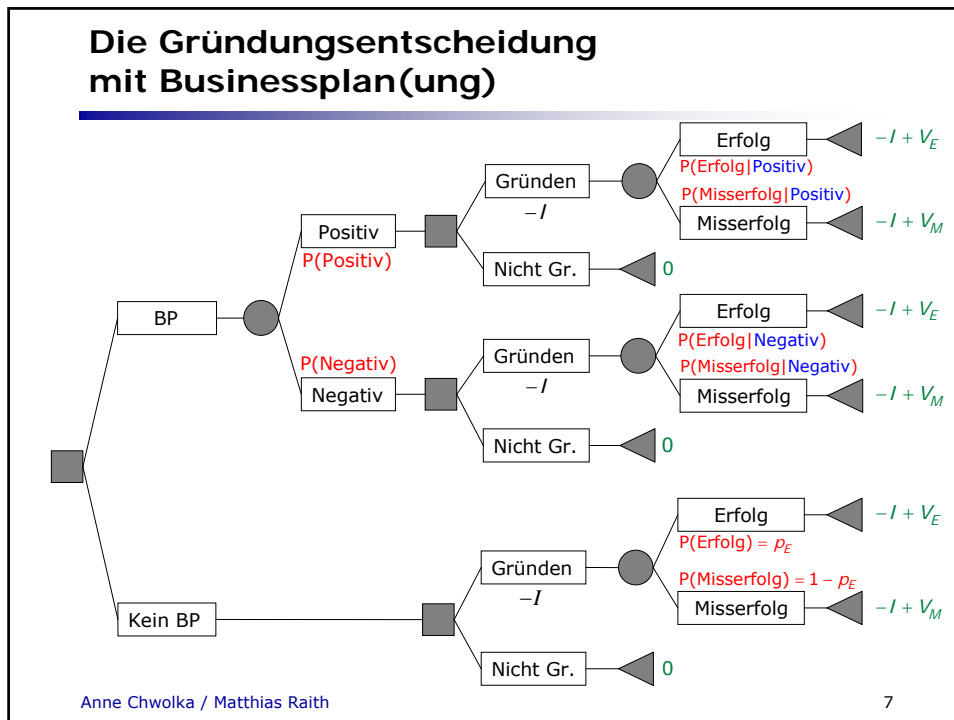 Die Gründungsentscheidung
mit Businessplan(ung)
Erfolg
−I + V_E
P(Erfolg|Positiv)
Gründen
−I
P(Misserfolg|Positiv)
Misserfolg
−I + V_M
Positiv
P(Positiv)
Nicht Gr.
0
BP
Erfolg
−I + V_E
P(Erfolg|Negativ)
Gründen
−I
P(Misserfolg|Negativ)
Misserfolg
−I + V_M
P(Negativ)
Negativ
Nicht Gr.
0
Erfolg
−I + V_E
P(Erfolg) = p_E
Gründen
−I
P(Misserfolg) = 1 − p_E
Misserfolg
−I + V_M
Kein BP
Nicht Gr.
0
Anne Chwolka / Matthias Raith
7